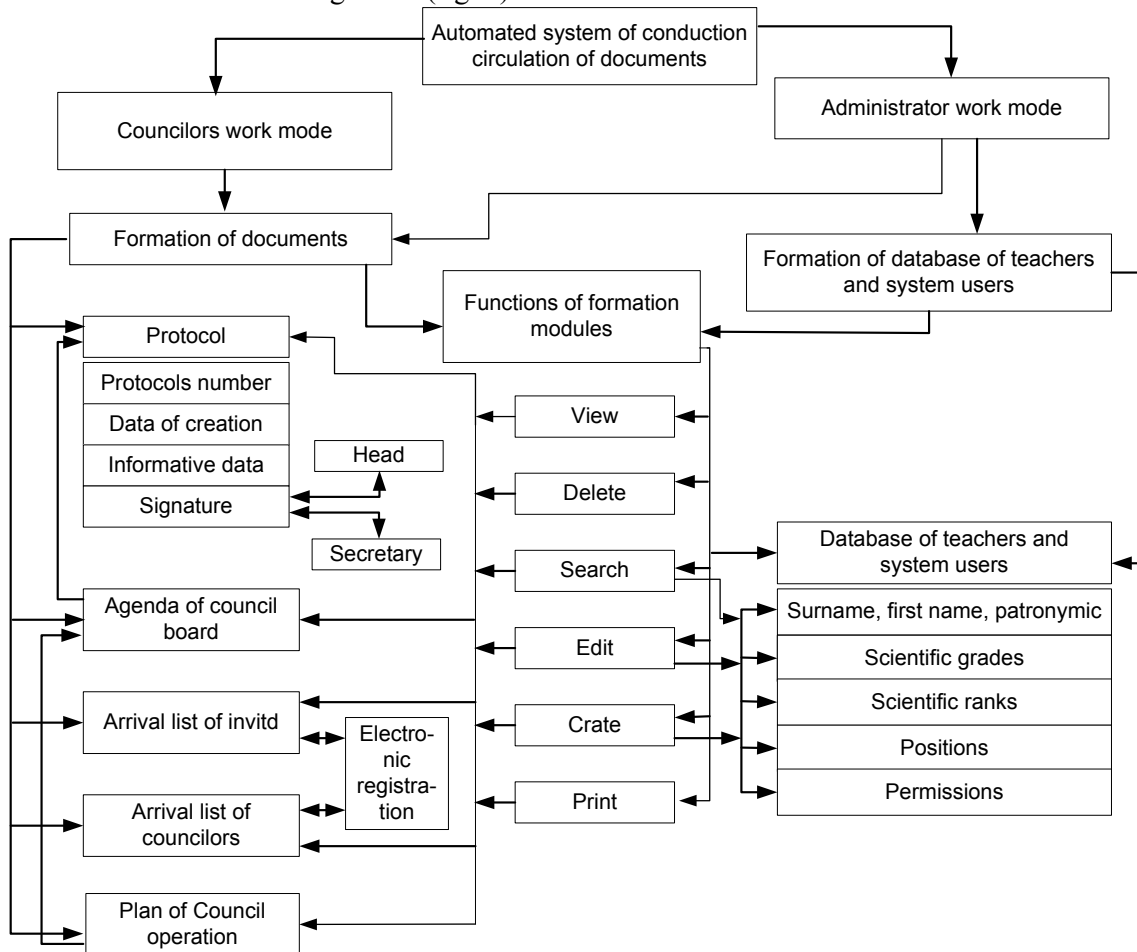 Automated system of conduction
circulation of documents
Councilors work mode
Administrator work mode
Formation of documents
Formation of database of teachers
and system users
Functions of formation
modules
Protocol
Protocols number
Data of creation
Informative data
Signature
Head
Secretary
View
Delete
Search
Edit
Crate
Print
Database of teachers and
system users
Surname, first name, patronymic
Scientific grades
Scientific ranks
Positions
Permissions
Agenda of council
board
Arrival list of invitd
Electro-
nic
registra-
tion
Arrival list of
councilors
Plan of Council
operation